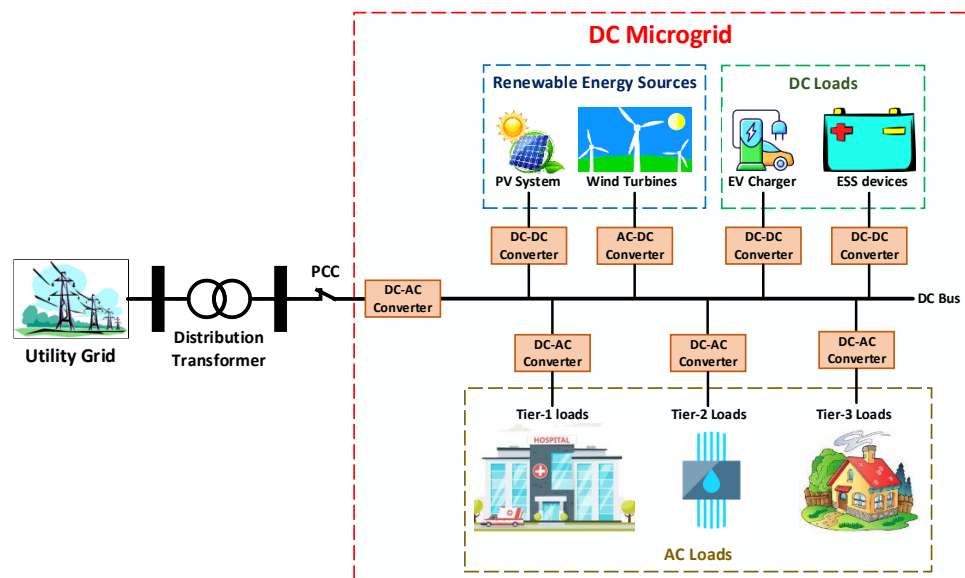 DC Microgrid
Renewable Energy Sources
DC Loads
PV System
Wind Turbines
EV Charger
ESS devices
DC-DC
Converter
AC-DC
Converter
DC-DC
Converter
DC-DC
Converter
PCC
DC-AC
Converter
DC Bus
Utility Grid
Distribution
Transformer
DC-AC
Converter
DC-AC
Converter
DC-AC
Converter
Tier-1 loads
Tier-2 Loads
Tier-3 Loads
HOSPITAL
AC Loads